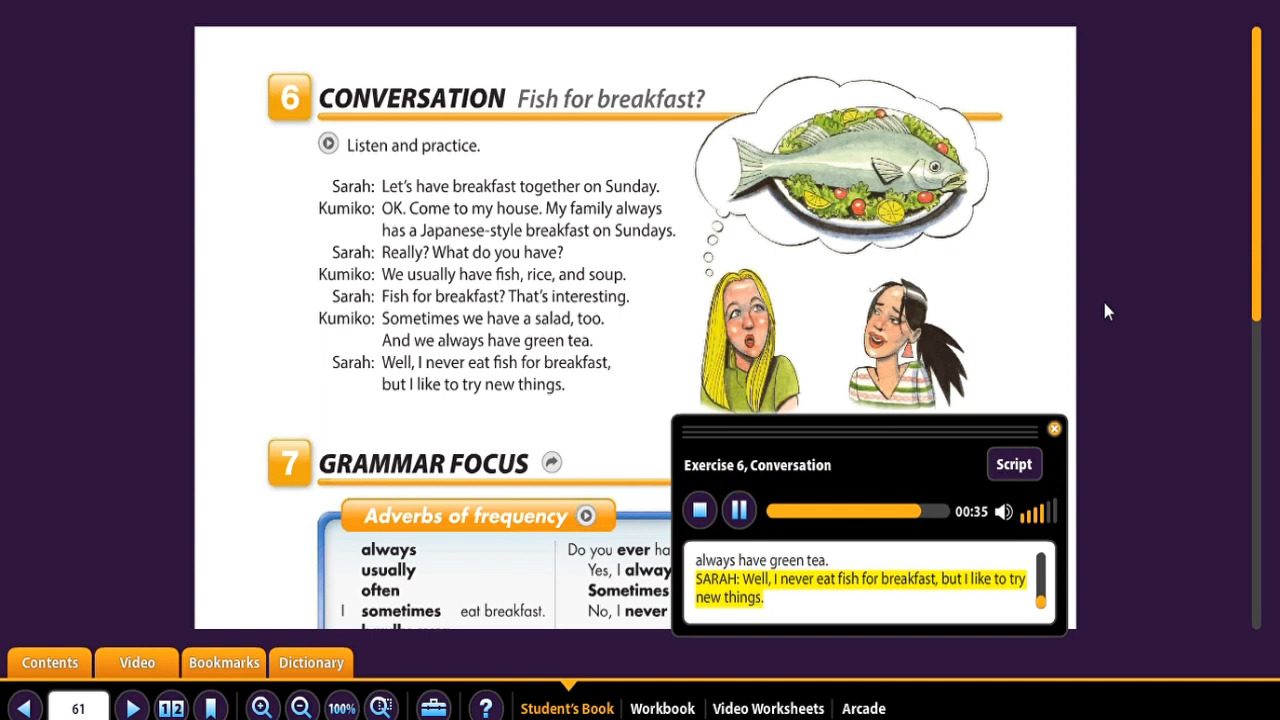 6 CONVERSATION Fish for breakfast?
Listen and practice.
Sarah: Let's have breakfast together on Sunday.
Kumiko: OK. Come to my house. My family always
has a Japanese-style breakfast on Sundays.
Sarah: Really? What do you have?
Kumiko: We usually have fish, rice, and soup.
Sarah: Fish for breakfast? That's interesting.
Kumiko: Sometimes we have a salad, too.
And we always have green tea.
Sarah: Well, I never eat fish for breakfast,
but I like to try new things.
7 GRAMMAR FOCUS
Adverbs of frequency
always
usually
often
I sometimes eat breakfast.
Do you ever ha
Yes, I alway
Sometimes
No, I never
Exercise 6, Conversation
Script
00:35
always have green tea.
SARAH: Well, I never eat fish for breakfast, but I like to try
new things.
Contents Video Bookmarks Dictionary
61 12 100% ? Student's Book Workbook Video Worksheets Arcade